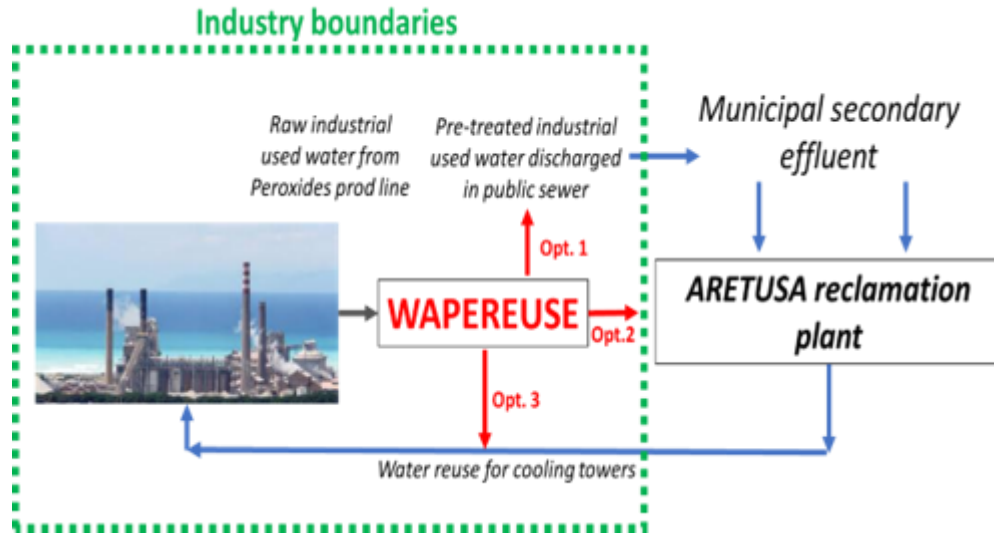 Industry boundaries
Raw industrial
used water from
Peroxides prod line
Pre-treated industrial
used water discharged
in public sewer
Municipal secondary
effluent
Opt. 1
WAPEREUSE
Opt.2
ARETUSA reclamation
plant
Opt. 3
Water reuse for cooling towers